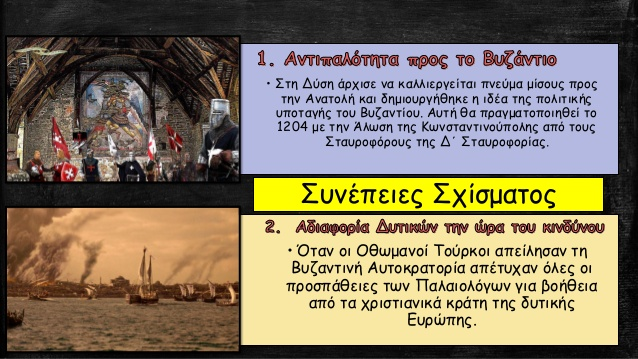 1. Αντιπαλότητα προς το Βυζάντιο
• Στη Δύση άρχισε να καλλιεργείται πνεύμα μίσους προς
την Ανατολή και δημιουργήθηκε η ιδέα της πολιτικής
υποταγής του Βυζαντίου. Αυτή θα πραγματοποιηθεί το
1204 με την Άλωση της Κωνσταντινούπολης από τους
Σταυροφόρους της Δ΄ Σταυροφορίας.
Συνέπειες Σχίσματος
2. Αδιαφορία Δυτικών την ώρα του κινδύνου
• Όταν οι Οθωμανοί Τούρκοι απείλησαν τη
Βυζαντινή Αυτοκρατορία απέτυχαν όλες οι
προσπάθειες των Παλαιολόγων για βοήθεια
από τα χριστιανικά κράτη της δυτικής
Ευρώπης.